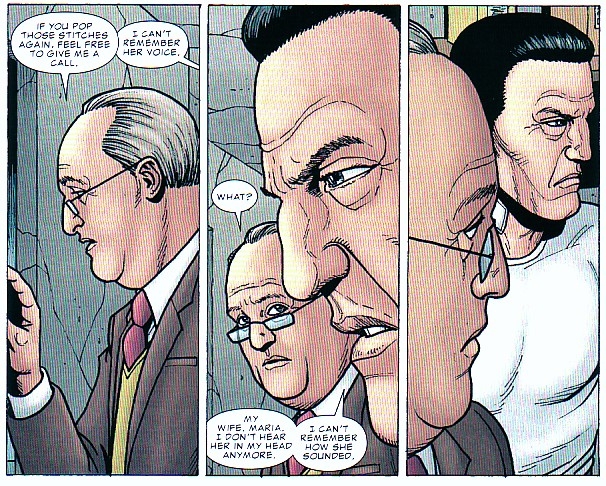 IF YOU POP
THOSE STITCHES
AGAIN, FEEL FREE
TO GIVE ME A
CALL.
I CAN'T
REMEMBER
HER VOICE.
WHAT?
MY
WIFE, MARIA.
I DON'T HEAR
HER IN MY HEAD
ANYMORE.
I CAN'T
REMEMBER
HOW SHE
SOUNDED.